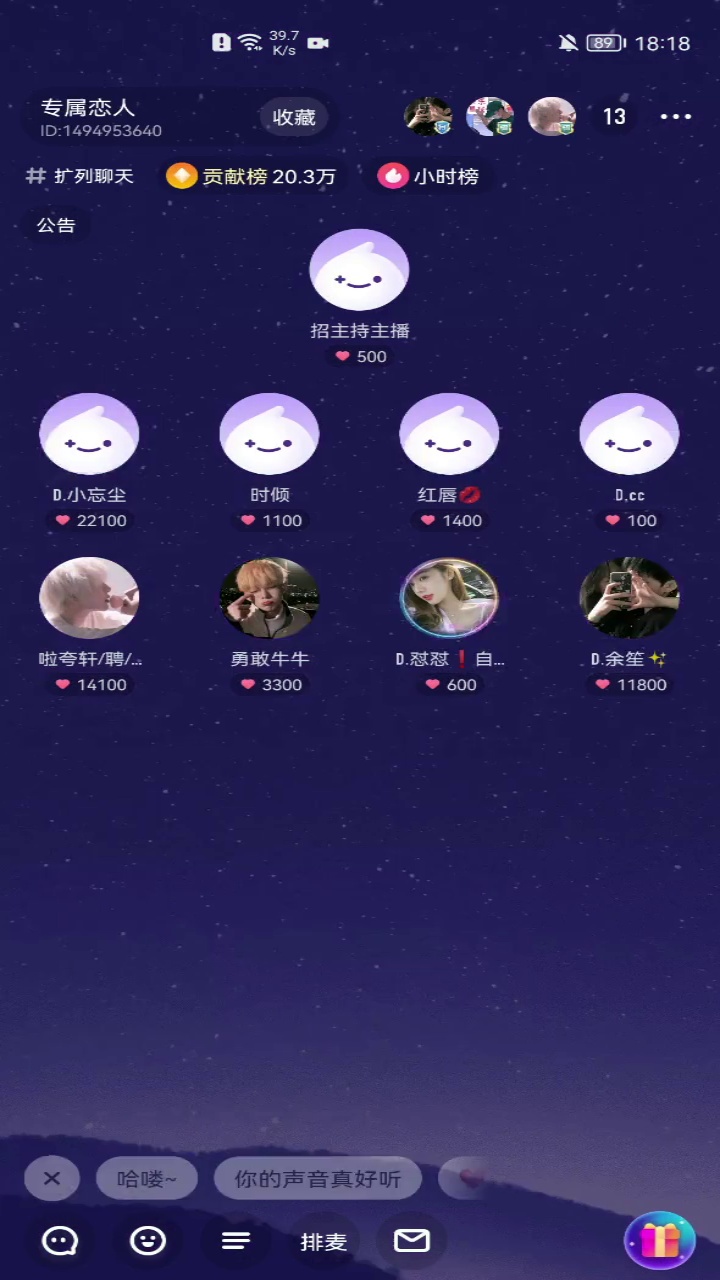 39.7
K/s
89
18:18
专属恋人
ID:1494953640
收藏
13
扩列聊天
贡献榜 20.3万
小时榜
公告
招主持主播
500
D.小忘尘
时倾
红唇💋
D.cc
22100
1100
1400
100
啦夸轩/聘/...
勇敢牛牛
D.怼怼❗自...
D.余笙✨
14100
3300
600
11800
哈喽~
你的声音真好听
排麦